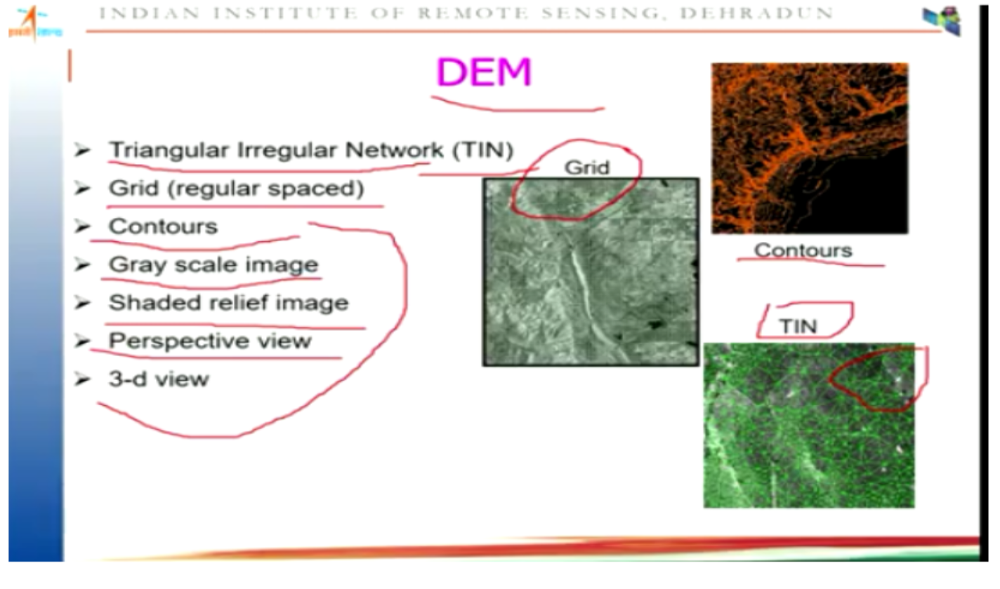 INDIAN INSTITUTE OF REMOTE SENSING, DEHRADUN
DEM
➤ Triangular Irregular Network (TIN)
➤ Grid (regular spaced)
➤ Contours
➤ Gray scale image
➤ Shaded relief image
➤ Perspective view
➤ 3-d view
Grid
Contours
TIN